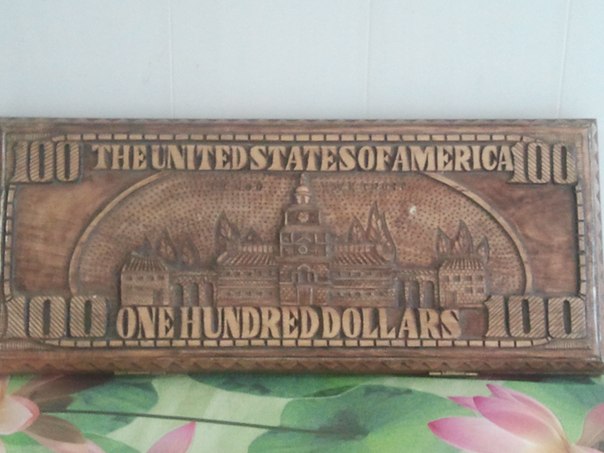 100 THE UNITED STATES OF AMERICA 100
100 ONE HUNDRED DOLLARS 100